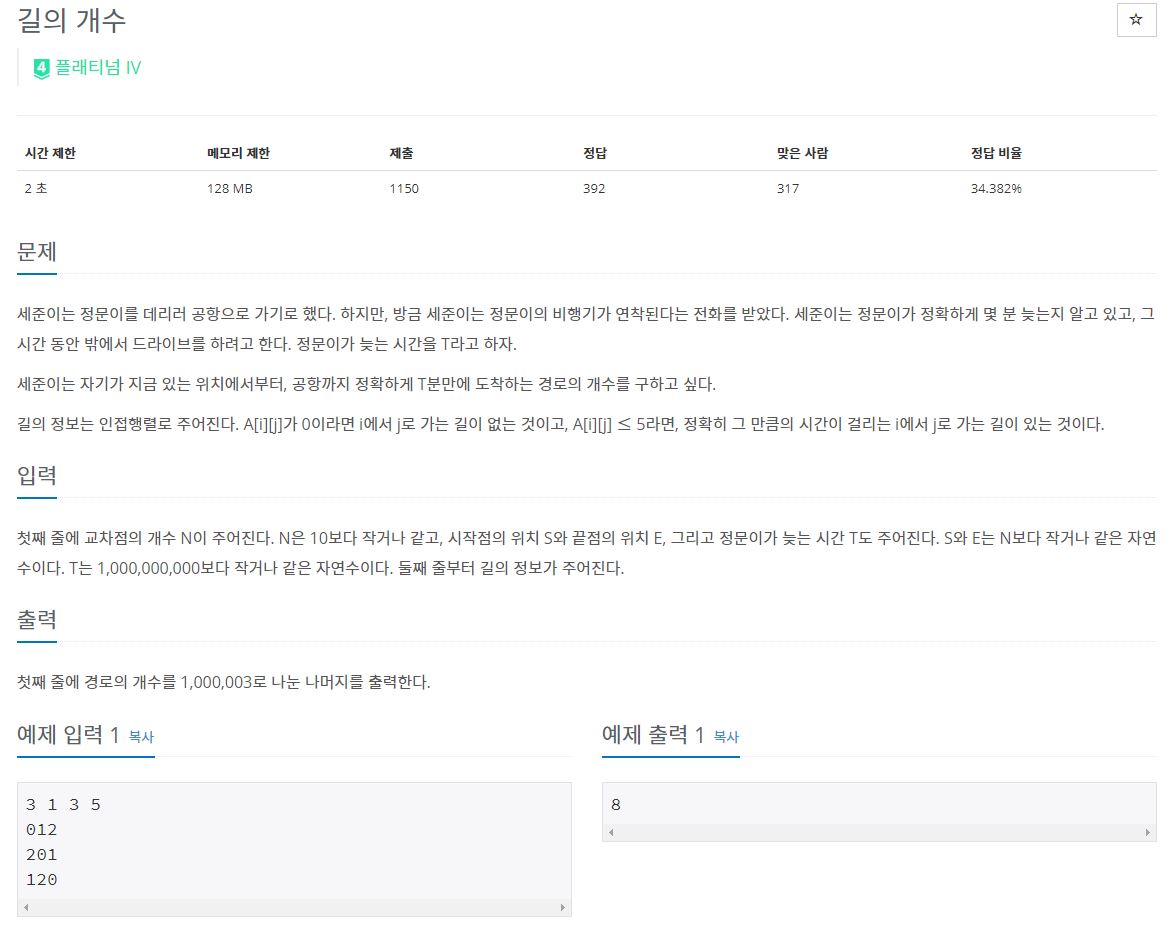 길의 개수
☆
4 플래티넘 IV
시간 제한 메모리 제한 제출 정답 맞은 사람 정답 비율
2 초 128 MB 1150 392 317 34.382%
문제
세준이는 정문이를 데리러 공항으로 가기로 했다. 하지만, 방금 세준이는 정문이의 비행기가 연착된다는 전화를 받았다. 세준이는 정문이가 정확하게 몇 분 늦는지 알고 있고, 그
시간 동안 밖에서 드라이브를 하려고 한다. 정문이가 늦는 시간을 T라고 하자.
세준이는 자기가 지금 있는 위치에서부터, 공항까지 정확하게 T분만에 도착하는 경로의 개수를 구하고 싶다.
길의 정보는 인접행렬로 주어진다. A[i][j]가 0이라면 i에서 j로 가는 길이 없는 것이고, A[i][j] ≤ 5라면, 정확히 그 만큼의 시간이 걸리는 i에서 j로 가는 길이 있는 것이다.
입력
첫째 줄에 교차점의 개수 N이 주어진다. N은 10보다 작거나 같고, 시작점의 위치 S와 끝점의 위치 E, 그리고 정문이가 늦는 시간 T도 주어진다. S와 E는 N보다 작거나 같은 자연
수이다. T는 1,000,000,000보다 작거나 같은 자연수이다. 둘째 줄부터 길의 정보가 주어진다.
출력
첫째 줄에 경로의 개수를 1,000,003로 나눈 나머지를 출력한다.
예제 입력 1 복사
3 1 3 5
012
201
120
예제 출력 1 복사
8